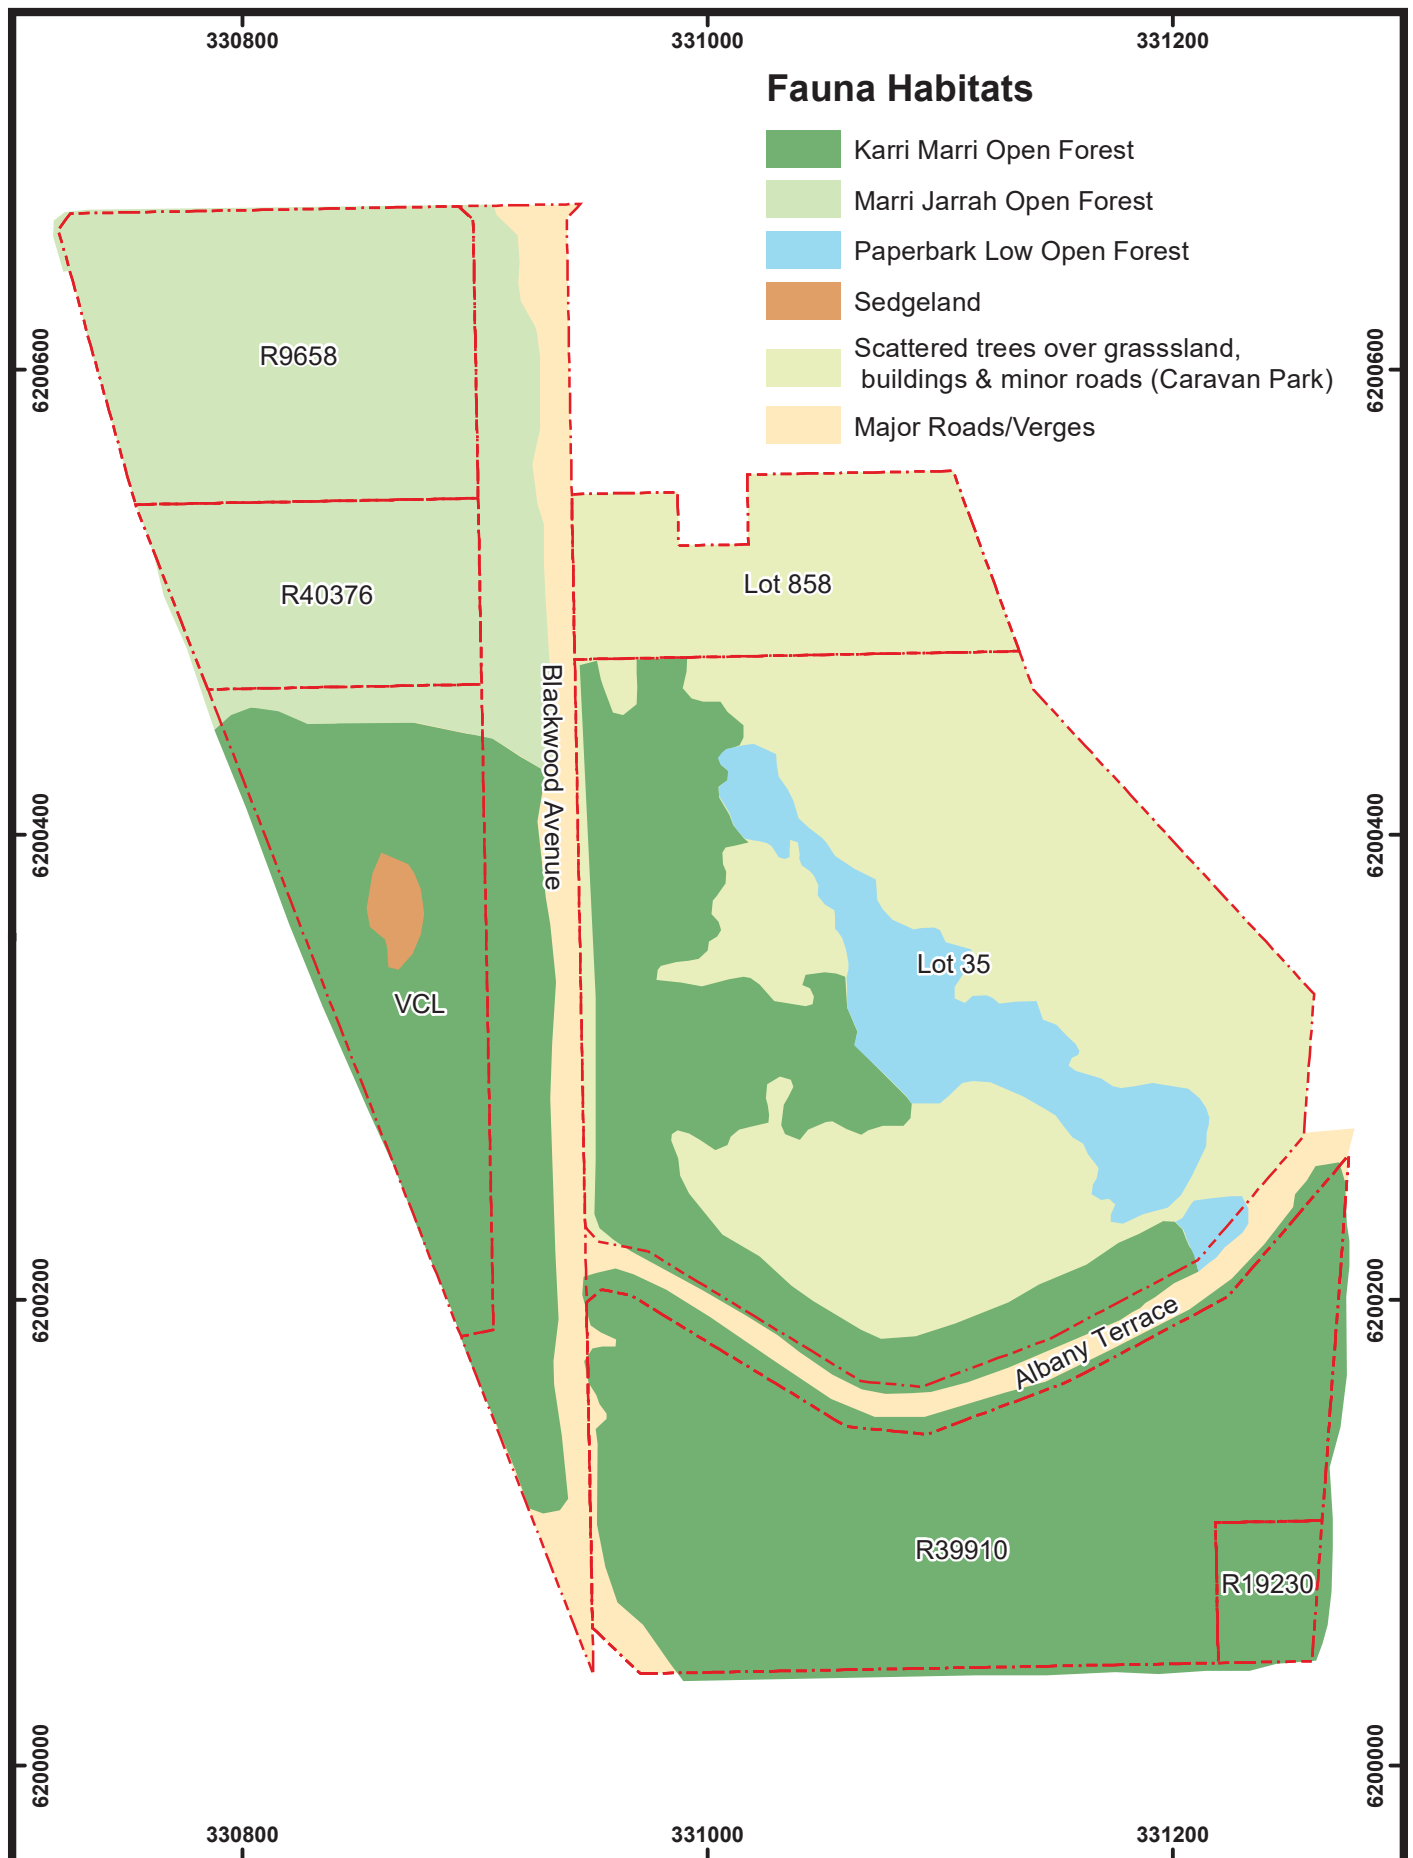 330800
331000
331200
Fauna Habitats
Karri Marri Open Forest
Marri Jarrah Open Forest
Paperbark Low Open Forest
Sedgeland
Scattered trees over grasssland,
buildings & minor roads (Caravan Park)
Major Roads/Verges
6200600
6200600
R9658
R40376
Lot 858
Blackwood Avenue
6200400
6200400
Lot 35
VCL
6200200
6200200
Albany Terrace
R39910
R19230
6200000
6200000
330800
331000
331200